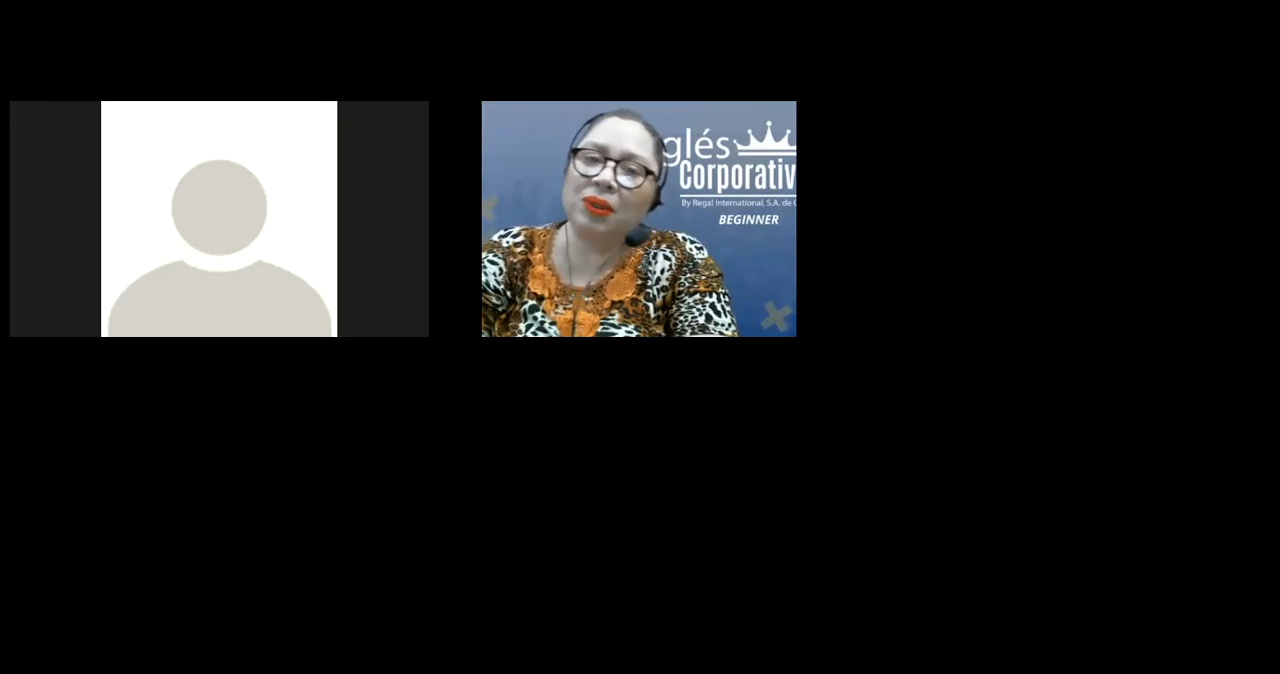 glés
Corporativ
By Regal International, S.A. de C
BEGINNER